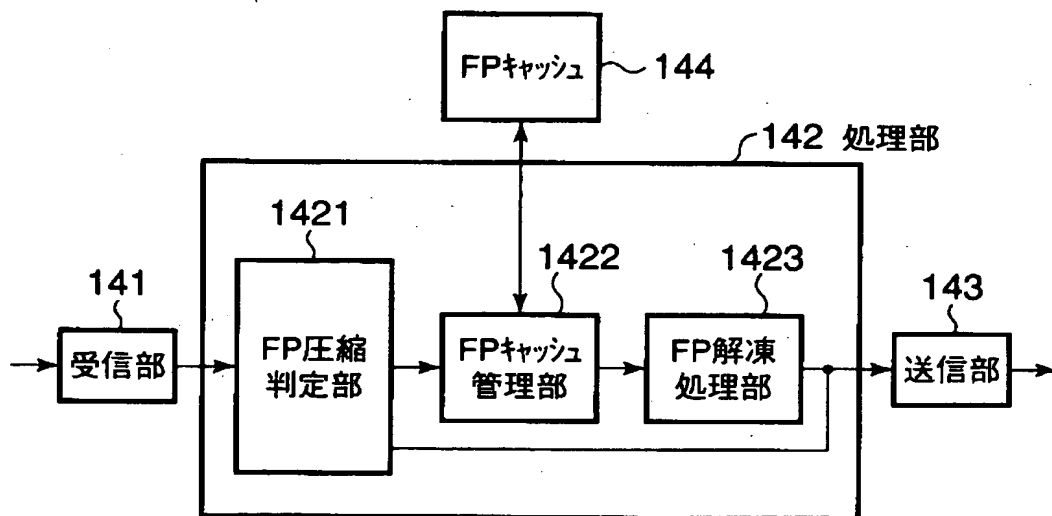 FPキャッシュ
144
142 処理部
1421
1422
1423
141
143
受信部
FP圧縮
判定部
FPキャッシュ
管理部
FP解凍
処理部
送信部